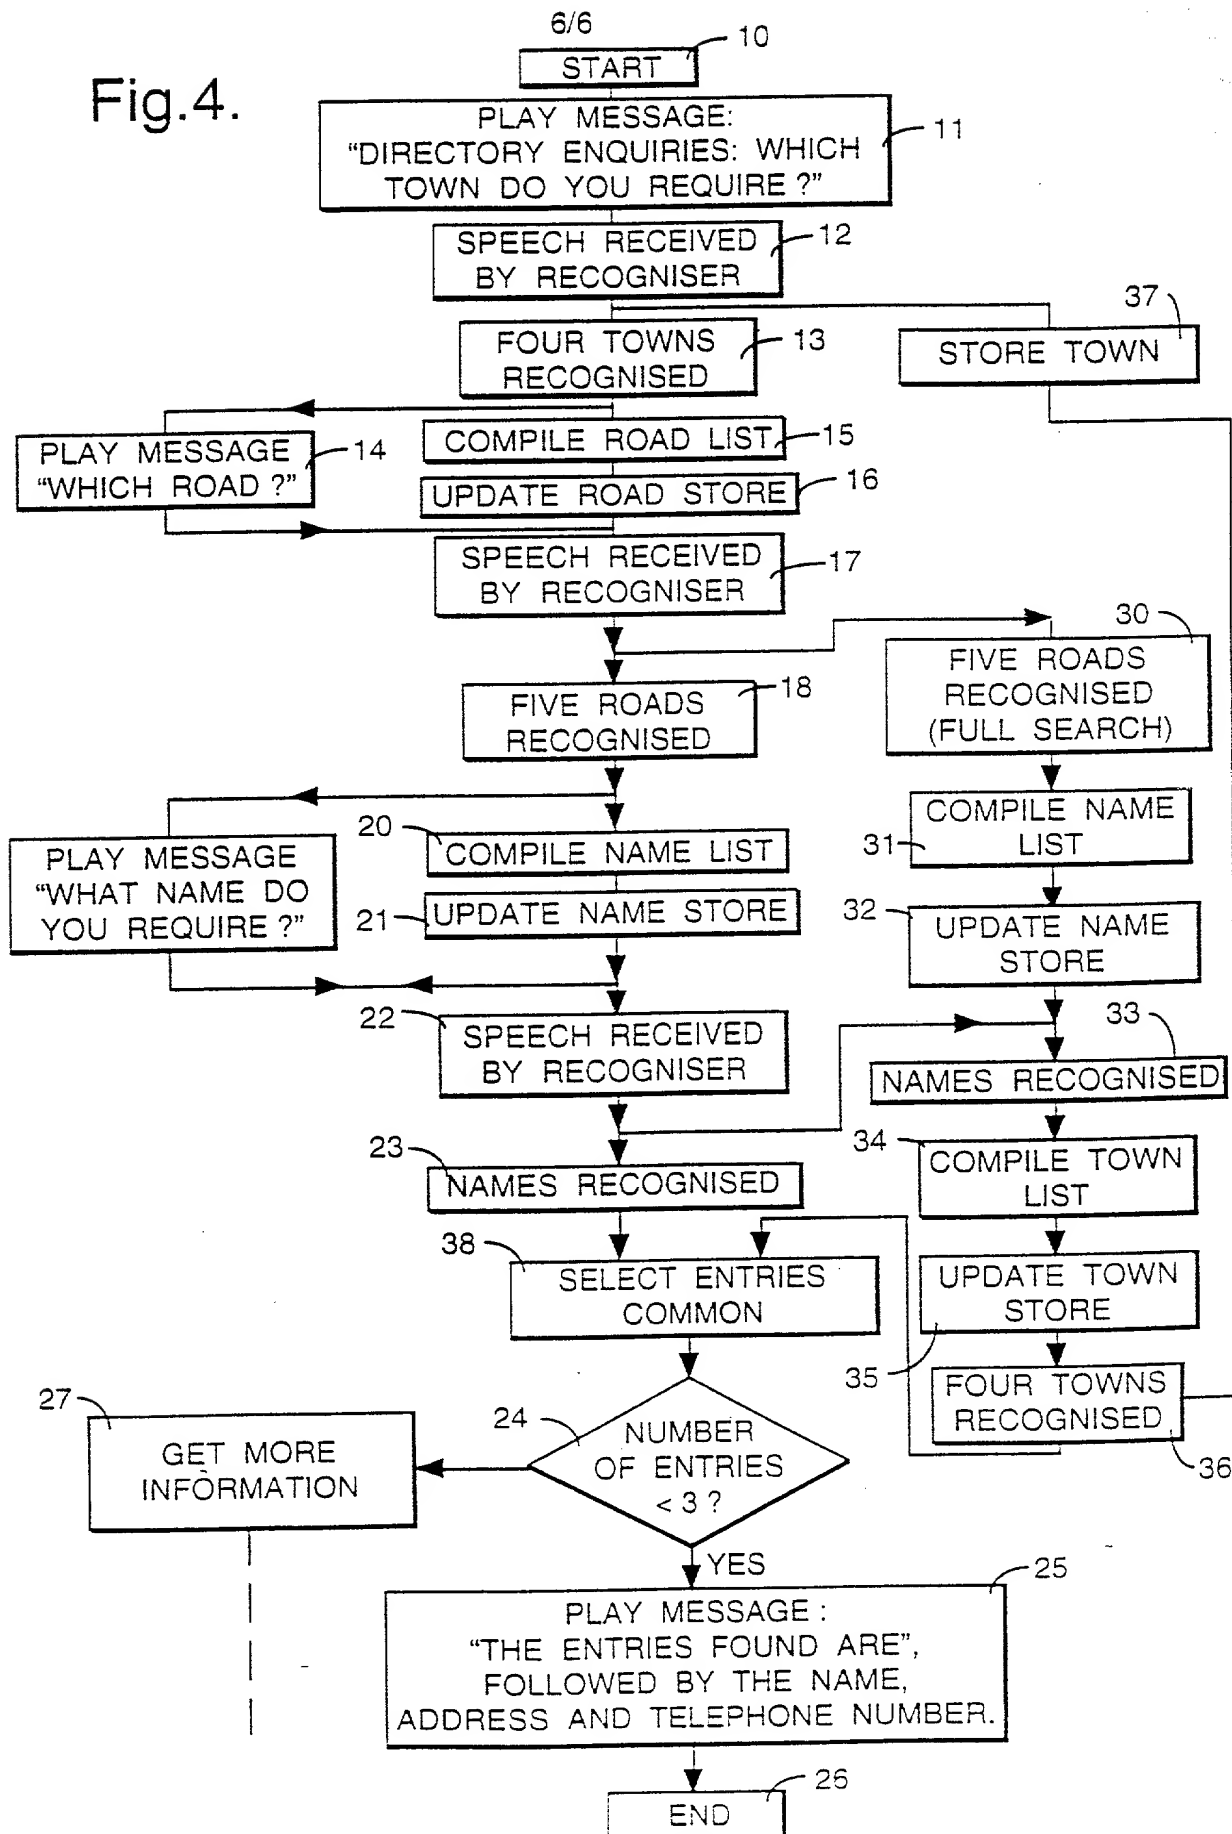 6/6
10
START
Fig.4.
PLAY MESSAGE:
“DIRECTORY ENQUIRIES: WHICH
TOWN DO YOU REQUIRE ?”
11
SPEECH RECEIVED
BY RECOGNISER
12
FOUR TOWNS
RECOGNISED
13
37
STORE TOWN
PLAY MESSAGE
“WHICH ROAD ?”
14
COMPILE ROAD LIST
15
UPDATE ROAD STORE
16
SPEECH RECEIVED
BY RECOGNISER
17
30
FIVE ROADS
RECOGNISED
(FULL SEARCH)
18
FIVE ROADS
RECOGNISED
PLAY MESSAGE
“WHAT NAME DO
YOU REQUIRE ?”
20
COMPILE NAME LIST
21
UPDATE NAME STORE
31
COMPILE NAME
LIST
32
UPDATE NAME
STORE
22
SPEECH RECEIVED
BY RECOGNISER
33
NAMES RECOGNISED
23
NAMES RECOGNISED
34
COMPILE TOWN
LIST
38
SELECT ENTRIES
COMMON
UPDATE TOWN
STORE
35
FOUR TOWNS
RECOGNISED
36
27
GET MORE
INFORMATION
24
NUMBER
OF ENTRIES
< 3 ?
YES
25
PLAY MESSAGE :
“THE ENTRIES FOUND ARE”,
FOLLOWED BY THE NAME,
ADDRESS AND TELEPHONE NUMBER.
26
END